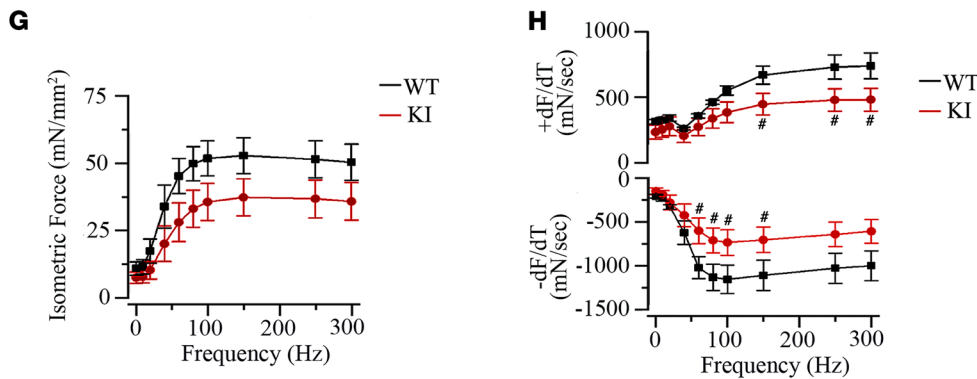 G
WT
KI
Isometric Force (mN/mm²)
75
50
25
0
0 100 200 300
Frequency (Hz)
H
WT
KI
+dF/dT
(mN/sec)
1000
500
0
# # #
-dF/dT
(mN/sec)
0
-500
-1000
-1500
# # # #
0 100 200 300
Frequency (Hz)